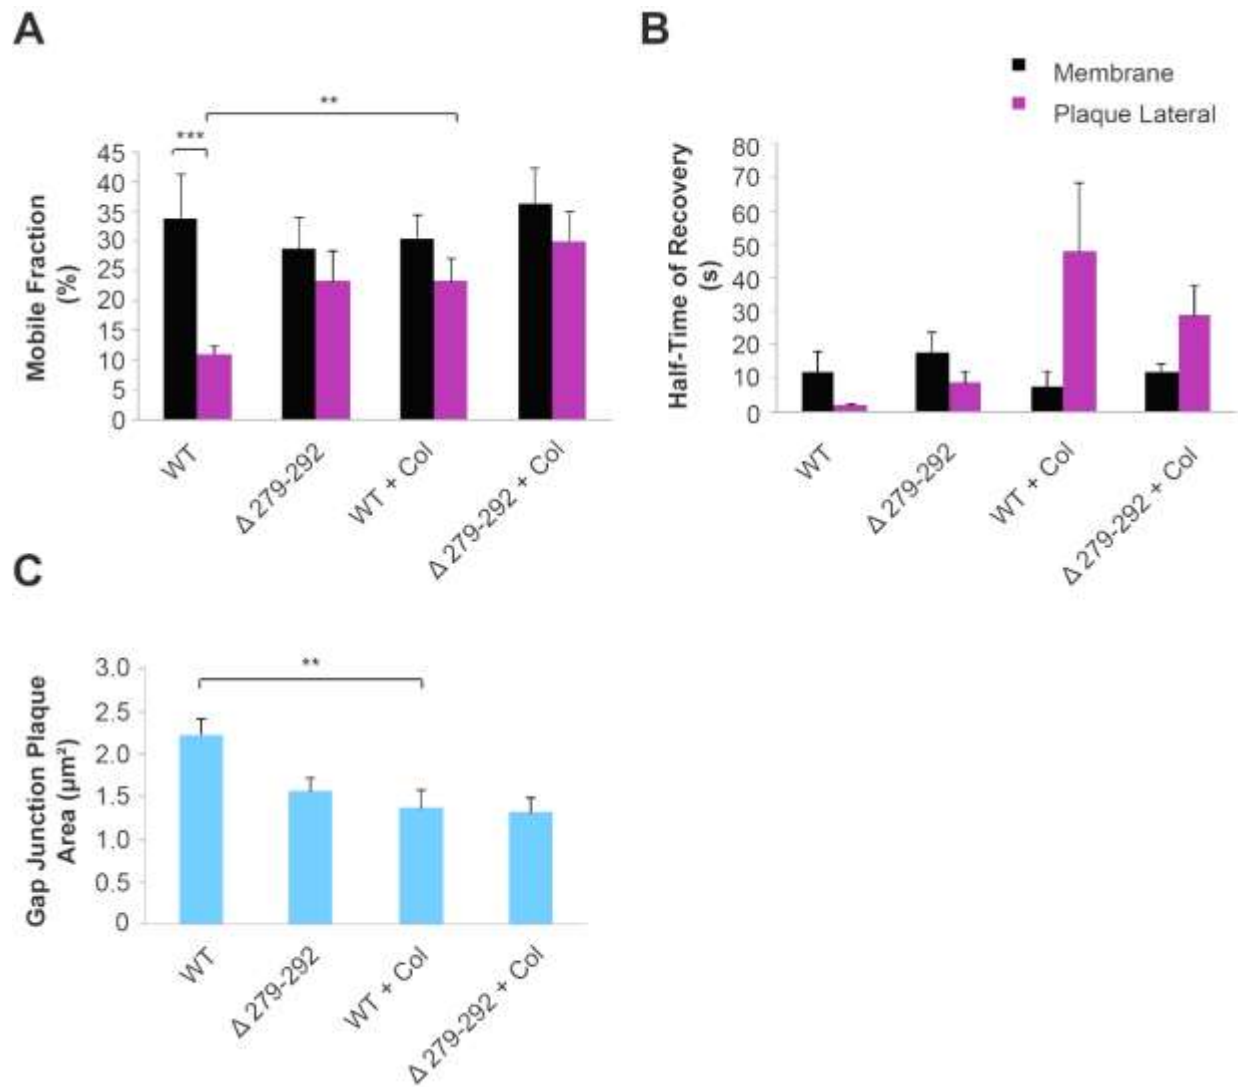 A
B
Membrane
Plaque Lateral
**
***
Mobile Fraction
(%)
45
40
35
30
25
20
15
10
5
0
WT
Δ 279-292
WT + Col
Δ 279-292 + Col
Half-Time of Recovery
(s)
80
70
60
50
40
30
20
10
0
WT
Δ 279-292
WT + Col
Δ 279-292 + Col
C
**
Gap Junction Plaque
Area (µm²)
3.0
2.5
2.0
1.5
1.0
0.5
0
WT
Δ 279-292
WT + Col
Δ 279-292 + Col